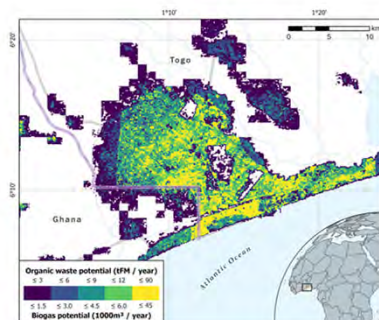 1°10'
1°20'
0
5
10
km
6°20'
Togo
6°10'
Ghana
Atlantic Ocean
Organic waste potential (tFM / year)
≤ 3 ≤ 6 ≤ 9 ≤ 12 ≤ 90
≤ 1.5 ≤ 3.0 ≤ 4.5 ≤ 6.0 ≤ 45
Biogas potential (1000m³ / year)